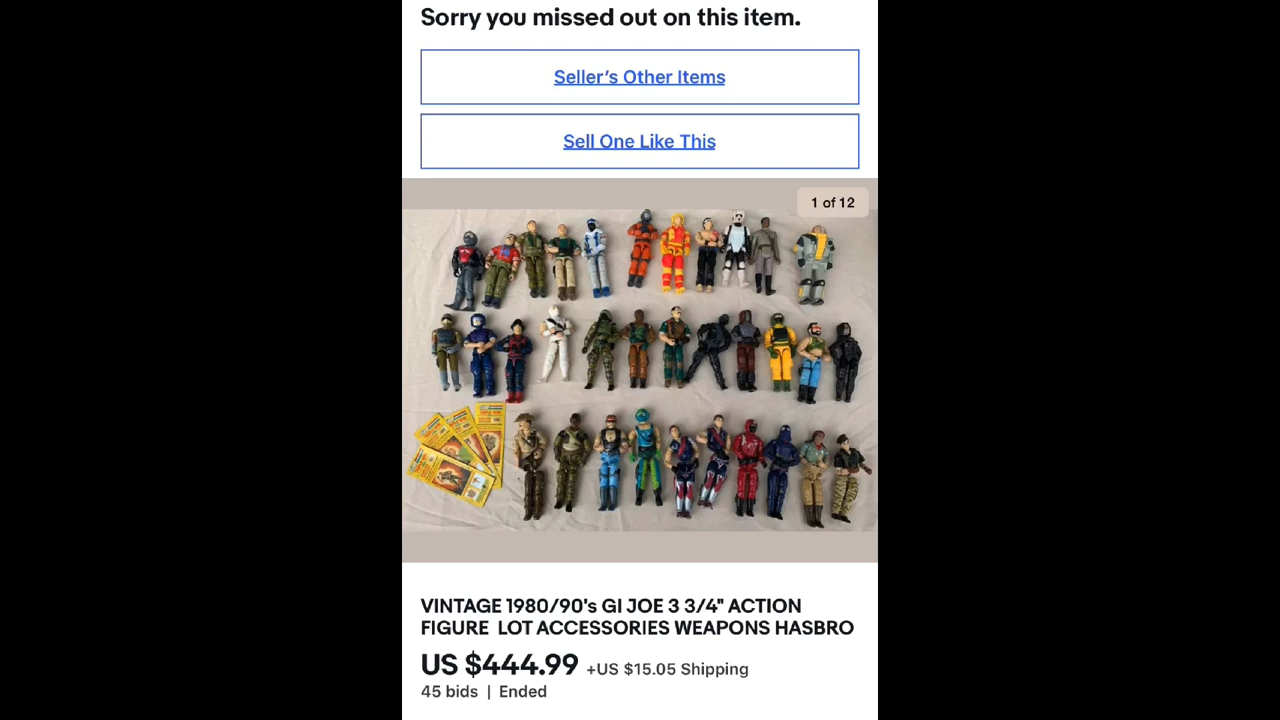 Sorry you missed out on this item.
Seller's Other Items
Sell One Like This
1 of 12
VINTAGE 1980/90's GI JOE 3 3/4" ACTION
FIGURE LOT ACCESSORIES WEAPONS HASBRO
US $444.99 +US $15.05 Shipping
45 bids | Ended